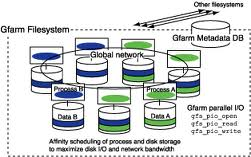 Other filesystems
Gfarm Filesystem
Gfarm Metadata DB
Global network
Process B
Process A
Data B
Data A
Gfarm parallel I/O
gfs_pio_open
gfs_pio_read
gfs_pio_write
Affinity scheduling of process and disk storage
to maximize disk I/O and network bandwidth